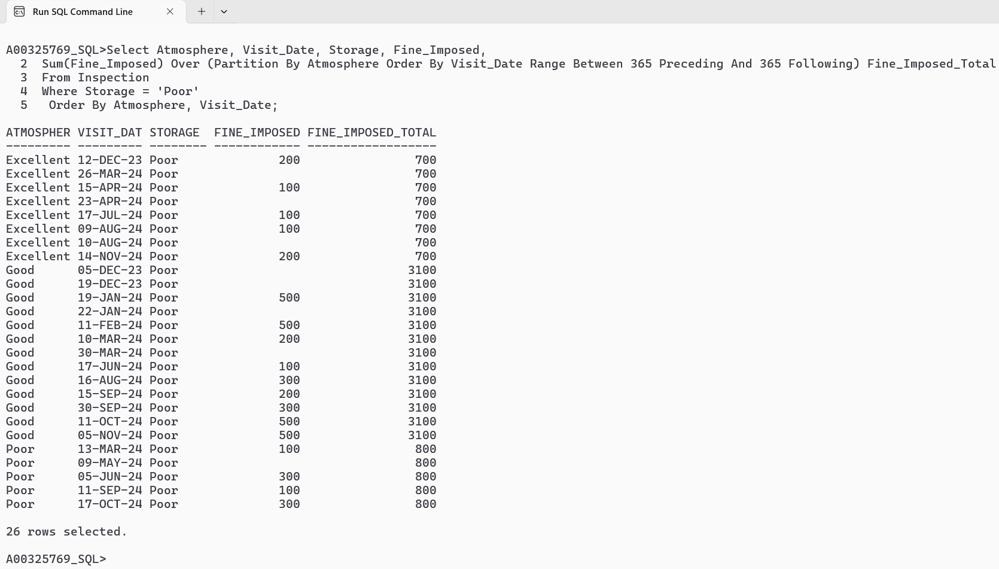 Run SQL Command Line
A00325769_SQL>Select Atmosphere, Visit_Date, Storage, Fine_Imposed,
  2  Sum(Fine_Imposed) Over (Partition By Atmosphere Order By Visit_Date Range Between 365 Preceding And 365 Following) Fine_Imposed_Total
  3  From Inspection
  4  Where Storage = 'Poor'
  5   Order By Atmosphere, Visit_Date;
ATMOSPHER VISIT_DAT STORAGE  FINE_IMPOSED FINE_IMPOSED_TOTAL
--------- --------- -------- ------------ ------------------
Excellent 12-DEC-23 Poor              200                700
Excellent 26-MAR-24 Poor                                 700
Excellent 15-APR-24 Poor              100                700
Excellent 23-APR-24 Poor                                 700
Excellent 17-JUL-24 Poor              100                700
Excellent 09-AUG-24 Poor              100                700
Excellent 10-AUG-24 Poor                                 700
Excellent 14-NOV-24 Poor              200                700
Good      05-DEC-23 Poor                                3100
Good      19-DEC-23 Poor                                3100
Good      19-JAN-24 Poor              500               3100
Good      22-JAN-24 Poor                                3100
Good      11-FEB-24 Poor              500               3100
Good      10-MAR-24 Poor              200               3100
Good      30-MAR-24 Poor                                3100
Good      17-JUN-24 Poor              100               3100
Good      16-AUG-24 Poor              300               3100
Good      15-SEP-24 Poor              200               3100
Good      30-SEP-24 Poor              300               3100
Good      11-OCT-24 Poor              500               3100
Good      05-NOV-24 Poor              500               3100
Poor      13-MAR-24 Poor              100                800
Poor      09-MAY-24 Poor                                 800
Poor      05-JUN-24 Poor              300                800
Poor      11-SEP-24 Poor              100                800
Poor      17-OCT-24 Poor              300                800
26 rows selected.
A00325769_SQL>